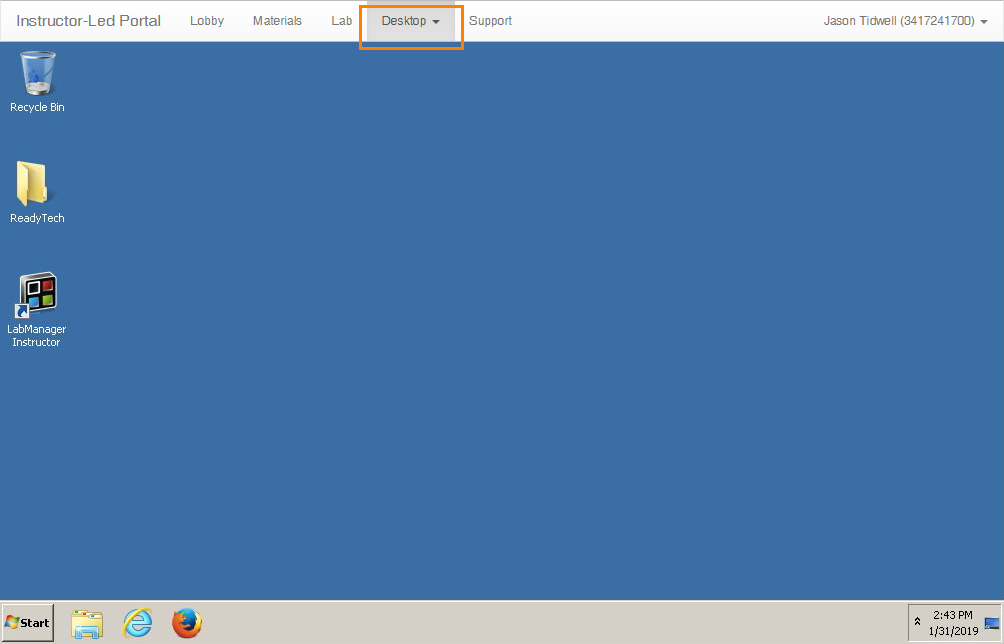 Instructor-Led Portal Lobby Materials Lab Desktop Support Jason Tidwell (3417241700)
Recycle Bin
ReadyTech
LabManager
Instructor
Start
2:43 PM
1/31/2019